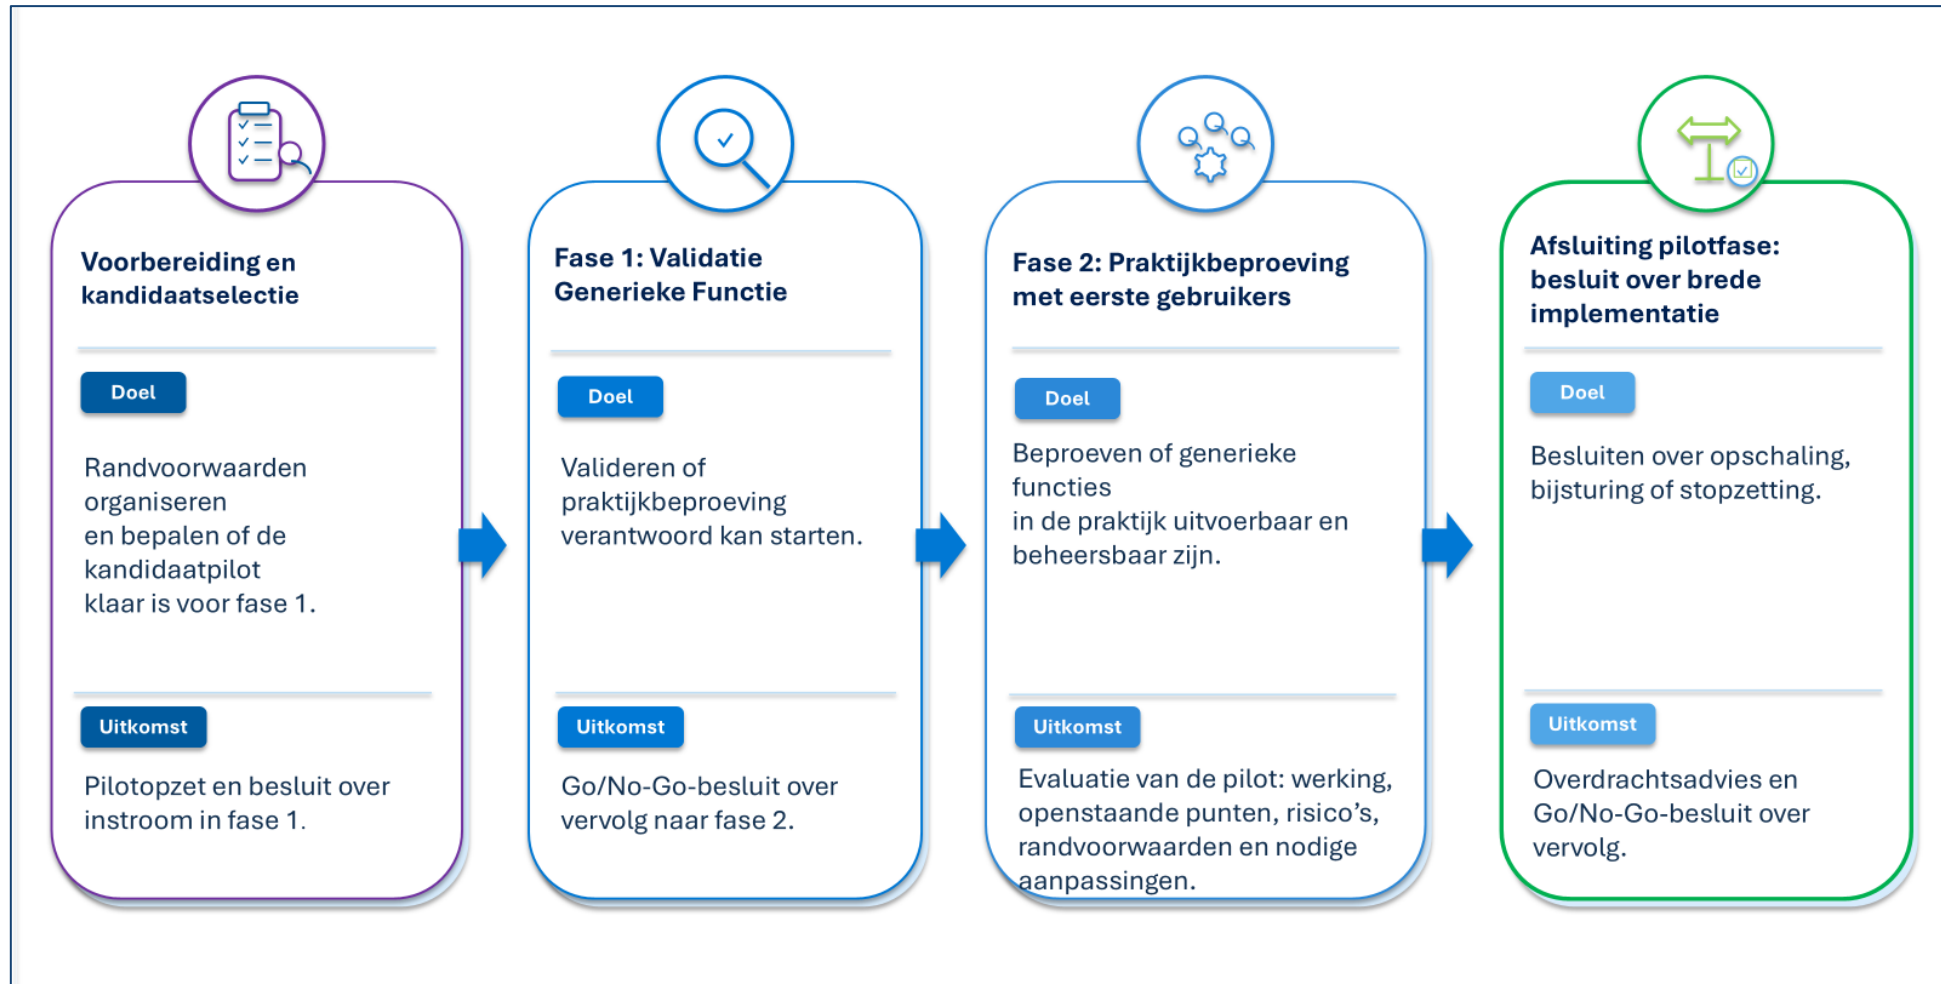 Voorbereiding en
kandidaatselectie
Doel
Randvoorwaarden
organiseren
en bepalen of de
kandidaatpilot
klaar is voor fase 1.
Uitkomst
Pilotopzet en besluit over
instroom in fase 1.
Fase 1: Validatie
Generieke Functie
Doel
Valideren of
praktijkbeproeving
verantwoord kan starten.
Uitkomst
Go/No-Go-besluit over
vervolg naar fase 2.
Fase 2: Praktijkbeproeving
met eerste gebruikers
Doel
Beproeven of generieke
functies
in de praktijk uitvoerbaar en
beheersbaar zijn.
Uitkomst
Evaluatie van de pilot: werking,
openstaande punten, risico’s,
randvoorwaarden en nodige
aanpassingen.
Afsluiting pilotfase:
besluit over brede
implementatie
Doel
Besluiten over opschaling,
bijsturing of stopzetting.
Uitkomst
Overdrachtsadvies en
Go/No-Go-besluit over
vervolg.